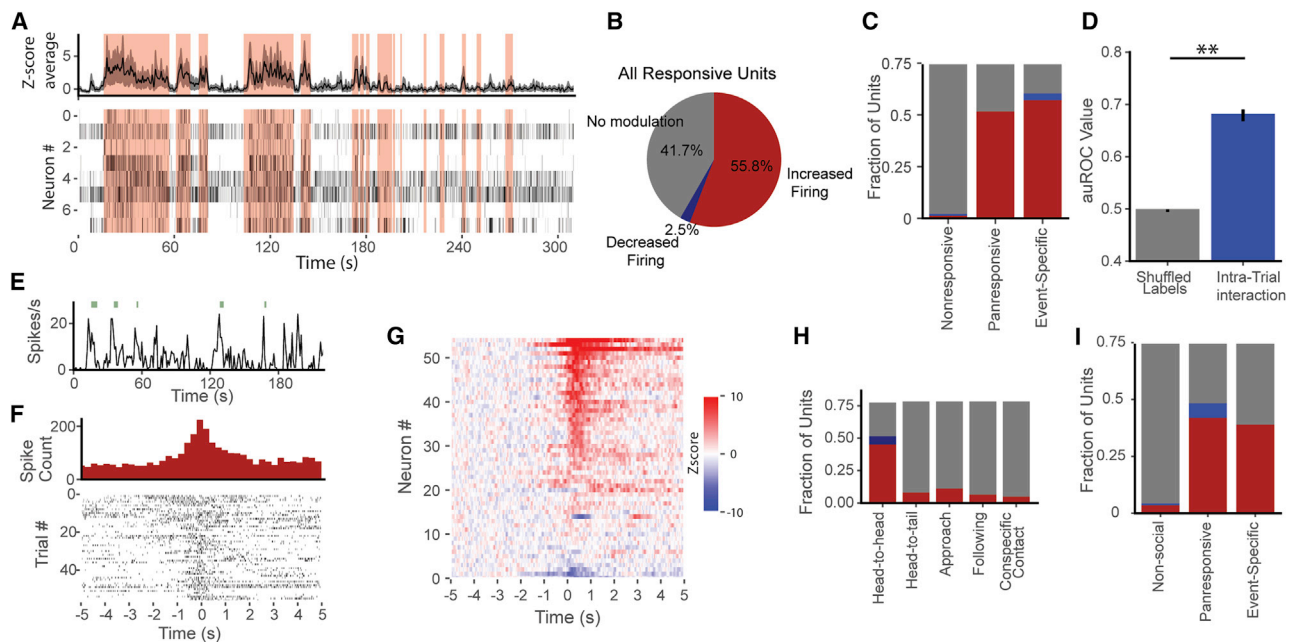 A
Z-score
average
5
0
0
2
4
6
Neuron #
0
60
120
180
240
300
Time (s)
B
All Responsive Units
No modulation
41.7%
55.8%
Increased
Firing
2.5%
Decreased
Firing
C
Fraction of Units
0.75
0.5
0.25
0
Nonresponsive
Panresponsive
Event-Specific
D
auROC Value
0.8
0.7
0.6
0.5
0.4
**
Shuffled
Labels
Intra-Trial
interaction
E
Spikes/s
20
0
0
60
120
180
Time (s)
F
Spike
Count
200
0
Trial #
0
20
40
-5 -4 -3 -2 -1 0 1 2 3 4 5
Time (s)
G
Neuron #
50
40
30
20
10
0
-5 -4 -3 -2 -1 0 1 2 3 4 5
Time (s)
10
0
-10
Zscore
H
Fraction of Units
0.75
0.5
0.25
0.00
Head-to-head
Head-to-tail
Approach
Following
Conspecific
Contact
I
Fraction of Units
0.75
0.5
0.25
0
Non-social
Panresponsive
Event-Specific